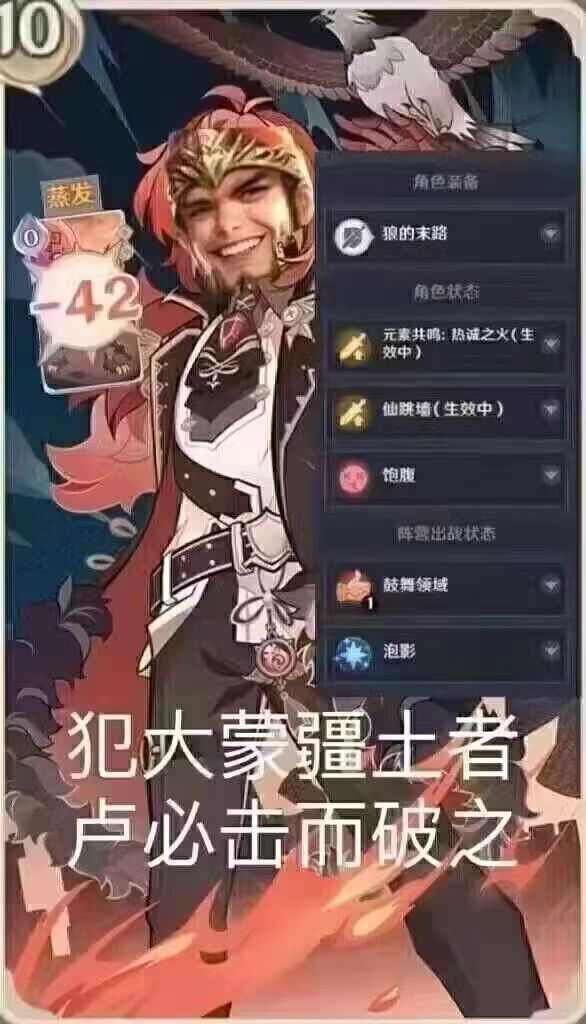 10
蒸发
0
-42
角色装备
狼的末路
角色状态
元素共鸣: 热诚之火(生
效中)
仙跳墙(生效中)
饱腹
阵营出战状态
鼓舞领域
1
泡影
犯大蒙疆土者
卢必击而破之